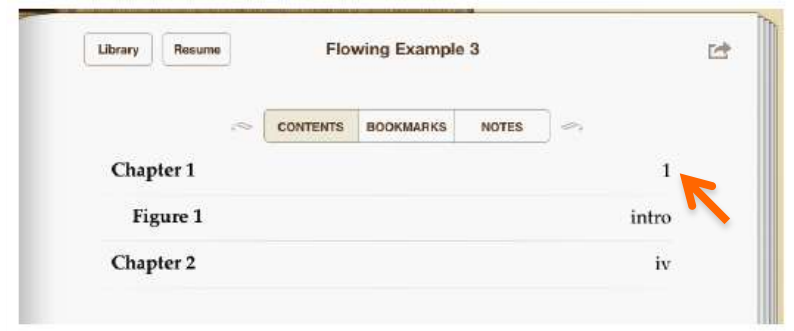 Library Resume Flowing Example 3
CONTENTS BOOKMARKS NOTES
Chapter 1 1
Figure 1 intro
Chapter 2 iv